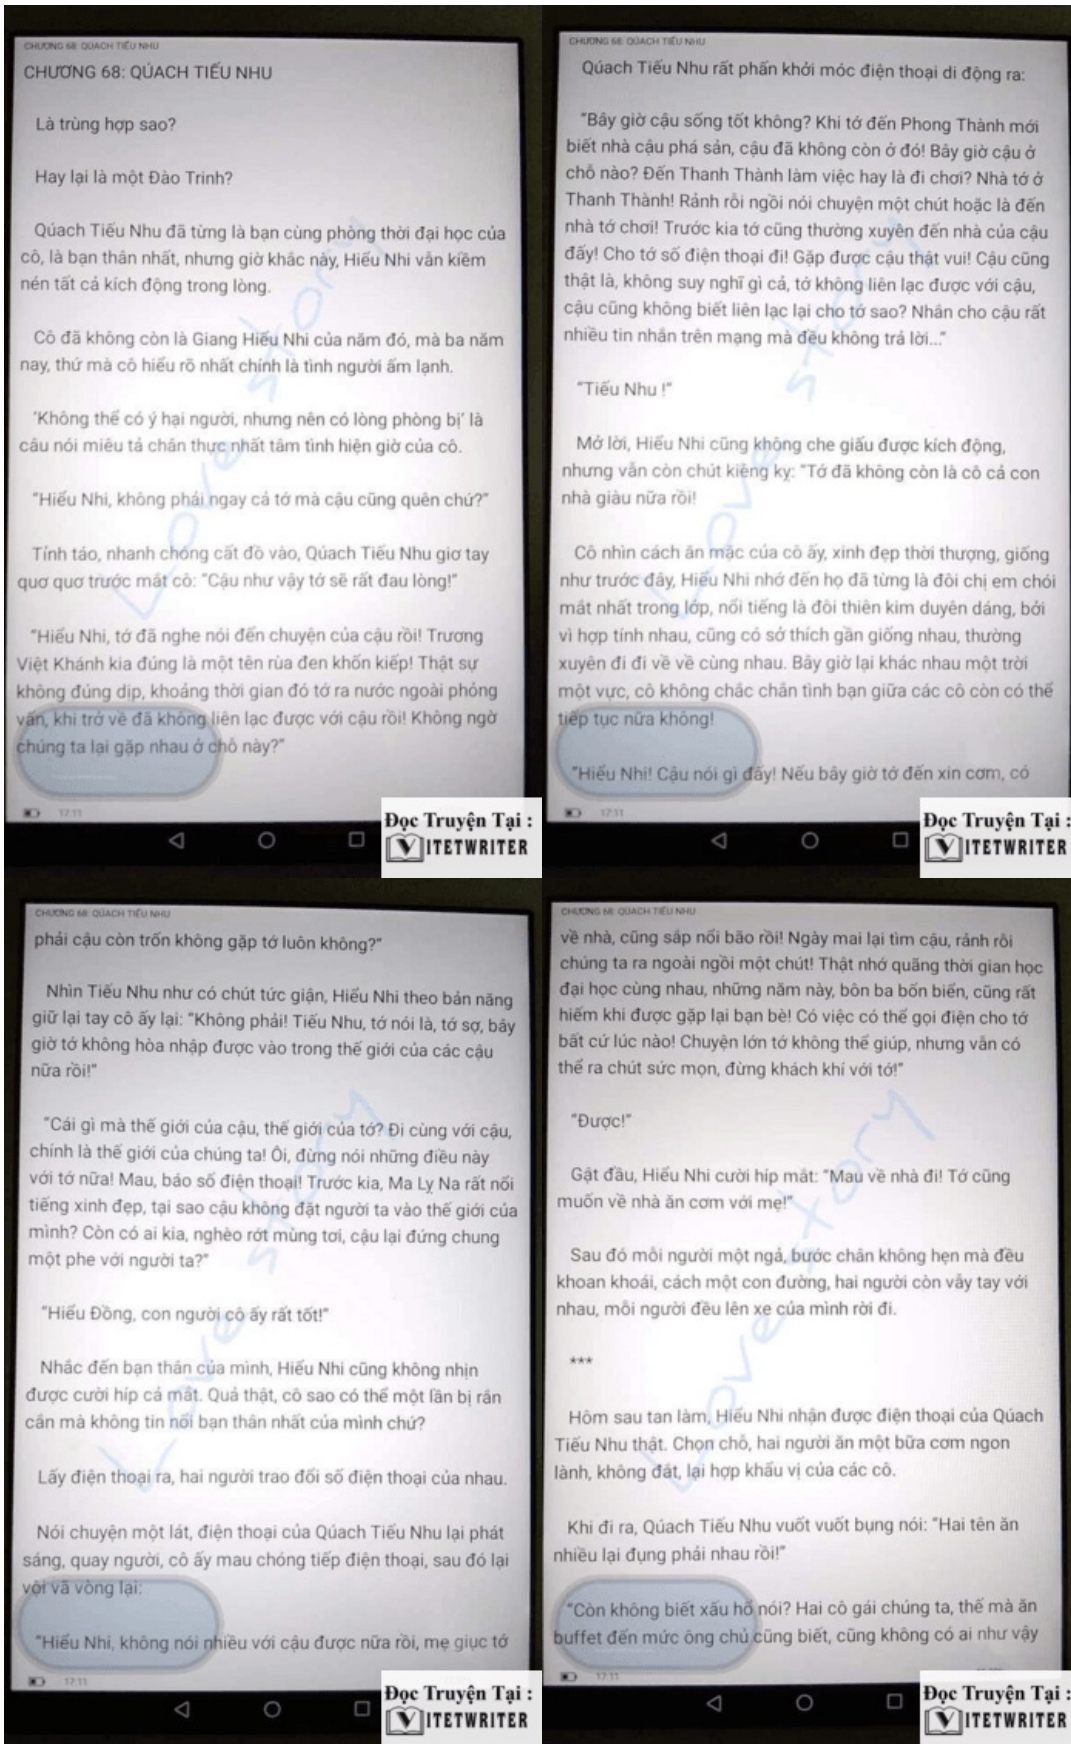 CHƯƠNG 68: QÚACH TIẾU NHU
CHƯƠNG 68: QÚACH TIẾU NHU
Là trùng hợp sao?
Hay lại là một Đào Trinh?
Qúach Tiếu Nhu đã từng là bạn cùng phòng thời đại học của
cô, là bạn thân nhất, nhưng giờ khắc này, Hiểu Nhi vẫn kiềm
nén tất cả kích động trong lòng.
Cô đã không còn là Giang Hiểu Nhi của năm đó, mà ba năm
nay, thứ mà cô hiểu rõ nhất chính là tình người ấm lạnh.
‘Không thể có ý hại người, nhưng nên có lòng phòng bị’ là
câu nói miêu tả chân thực nhất tâm tình hiện giờ của cô.
“Hiểu Nhi, không phải ngay cả tớ mà cậu cũng quên chứ?”
Tỉnh táo, nhanh chóng cất đồ vào, Qúach Tiếu Nhu giơ tay
quơ quơ trước mắt cô: “Cậu như vậy tớ sẽ rất đau lòng!”
“Hiểu Nhi, tớ đã nghe nói đến chuyện của cậu rồi! Trương
Việt Khánh kia đúng là một tên rùa đen khốn kiếp! Thật sự
không đúng dịp, khoảng thời gian đó tớ ra nước ngoài phỏng
vấn, khi trở về đã không liên lạc được với cậu rồi! Không ngờ
chúng ta lại gặp nhau ở chỗ này?”
17:11
Đọc Truyện Tại :
VITETWRITER
CHƯƠNG 68: QÚACH TIẾU NHU
Qúach Tiếu Nhu rất phấn khởi móc điện thoại di động ra:
“Bây giờ cậu sống tốt không? Khi tớ đến Phong Thành mới
biết nhà cậu phá sản, cậu đã không còn ở đó! Bây giờ cậu ở
chỗ nào? Đến Thanh Thành làm việc hay là đi chơi? Nhà tớ ở
Thanh Thành! Rảnh rỗi ngồi nói chuyện một chút hoặc là đến
nhà tớ chơi! Trước kia tớ cũng thường xuyên đến nhà của cậu
đấy! Cho tớ số điện thoại đi! Gặp được cậu thật vui! Cậu cũng
thật là, không suy nghĩ gì cả, tớ không liên lạc được với cậu,
cậu cũng không biết liên lạc lại cho tớ sao? Nhắn cho cậu rất
nhiều tin nhắn trên mạng mà đều không trả lời...”
“Tiếu Nhu !”
Mở lời, Hiểu Nhi cũng không che giấu được kích động,
nhưng vẫn còn chút kiêng kỵ: “Tớ đã không còn là cô cả con
nhà giàu nữa rồi!
Cô nhìn cách ăn mặc của cô ấy, xinh đẹp thời thượng, giống
như trước đây, Hiểu Nhi nhớ đến họ đã từng là đôi chị em chói
mắt nhất trong lớp, nổi tiếng là đôi thiên kim duyên dáng, bởi
vì hợp tính nhau, cũng có sở thích gần giống nhau, thường
xuyên đi đi về về cùng nhau. Bây giờ lại khác nhau một trời
một vực, cô không chắc chắn tình bạn giữa các cô còn có thể
tiếp tục nữa không!
“Hiểu Nhi! Cậu nói gì đấy! Nếu bây giờ tớ đến xin cơm, có
17:11
Đọc Truyện Tại :
VITETWRITER
CHƯƠNG 68: QÚACH TIẾU NHU
phải cậu còn trốn không gặp tớ luôn không?”
Nhìn Tiếu Nhu như có chút tức giận, Hiểu Nhi theo bản năng
giữ lại tay cô ấy lại: “Không phải! Tiếu Nhu, tớ nói là, tớ sợ, bây
giờ tớ không hòa nhập được vào trong thế giới của các cậu
nữa rồi!”
“Cái gì mà thế giới của cậu, thế giới của tớ? Đi cùng với cậu,
chính là thế giới của chúng ta! Ôi, đừng nói những điều này
với tớ nữa! Mau, báo số điện thoại! Trước kia, Ma Lỵ Na rất nổi
tiếng xinh đẹp, tại sao cậu không đặt người ta vào thế giới của
mình? Còn có ai kia, nghèo rớt mùng tơi, cậu lại đứng chung
một phe với người ta?”
“Hiểu Đồng, con người cô ấy rất tốt!”
Nhắc đến bạn thân của mình, Hiểu Nhi cũng không nhịn
được cười híp cả mắt. Quả thật, cô sao có thể một lần bị rắn
cắn mà không tin nổi bạn thân nhất của mình chứ?
Lấy điện thoại ra, hai người trao đổi số điện thoại của nhau.
Nói chuyện một lát, điện thoại của Qúach Tiếu Nhu lại phát
sáng, quay người, cô ấy mau chóng tiếp điện thoại, sau đó lại
vội vã vòng lại:
“Hiểu Nhi, không nói nhiều với cậu được nữa rồi, mẹ giục tớ
17:11
Đọc Truyện Tại :
VITETWRITER
CHƯƠNG 68: QÚACH TIẾU NHU
về nhà, cũng sắp nổi bão rồi! Ngày mai lại tìm cậu, rảnh rỗi
chúng ta ra ngoài ngồi một chút! Thật nhớ quãng thời gian học
đại học cùng nhau, những năm này, bôn ba bốn biển, cũng rất
hiếm khi được gặp lại bạn bè! Có việc có thể gọi điện cho tớ
bất cứ lúc nào! Chuyện lớn tớ không thể giúp, nhưng vẫn có
thể ra chút sức mọn, đừng khách khí với tớ!”
“Được!”
Gật đầu, Hiểu Nhi cười híp mắt: “Mau về nhà đi! Tớ cũng
muốn về nhà ăn cơm với mẹ!”
Sau đó mỗi người một ngả, bước chân không hẹn mà đều
khoan khoái, cách một con đường, hai người còn vẫy tay với
nhau, mỗi người đều lên xe của mình rời đi.
***
Hôm sau tan làm, Hiểu Nhi nhận được điện thoại của Qúach
Tiếu Nhu thật. Chọn chỗ, hai người ăn một bữa cơm ngon
lành, không đắt, lại hợp khẩu vị của các cô.
Khi đi ra, Qúach Tiếu Nhu vuốt vuốt bụng nói: “Hai tên ăn
nhiều lại đụng phải nhau rồi!”
“Còn không biết xấu hổ nói? Hai cô gái chúng ta, thế mà ăn
buffet đến mức ông chủ cũng biết, cũng không có ai như vậy
17:11
Đọc Truyện Tại :
VITETWRITER
Love story
Love story
Love story
Love story